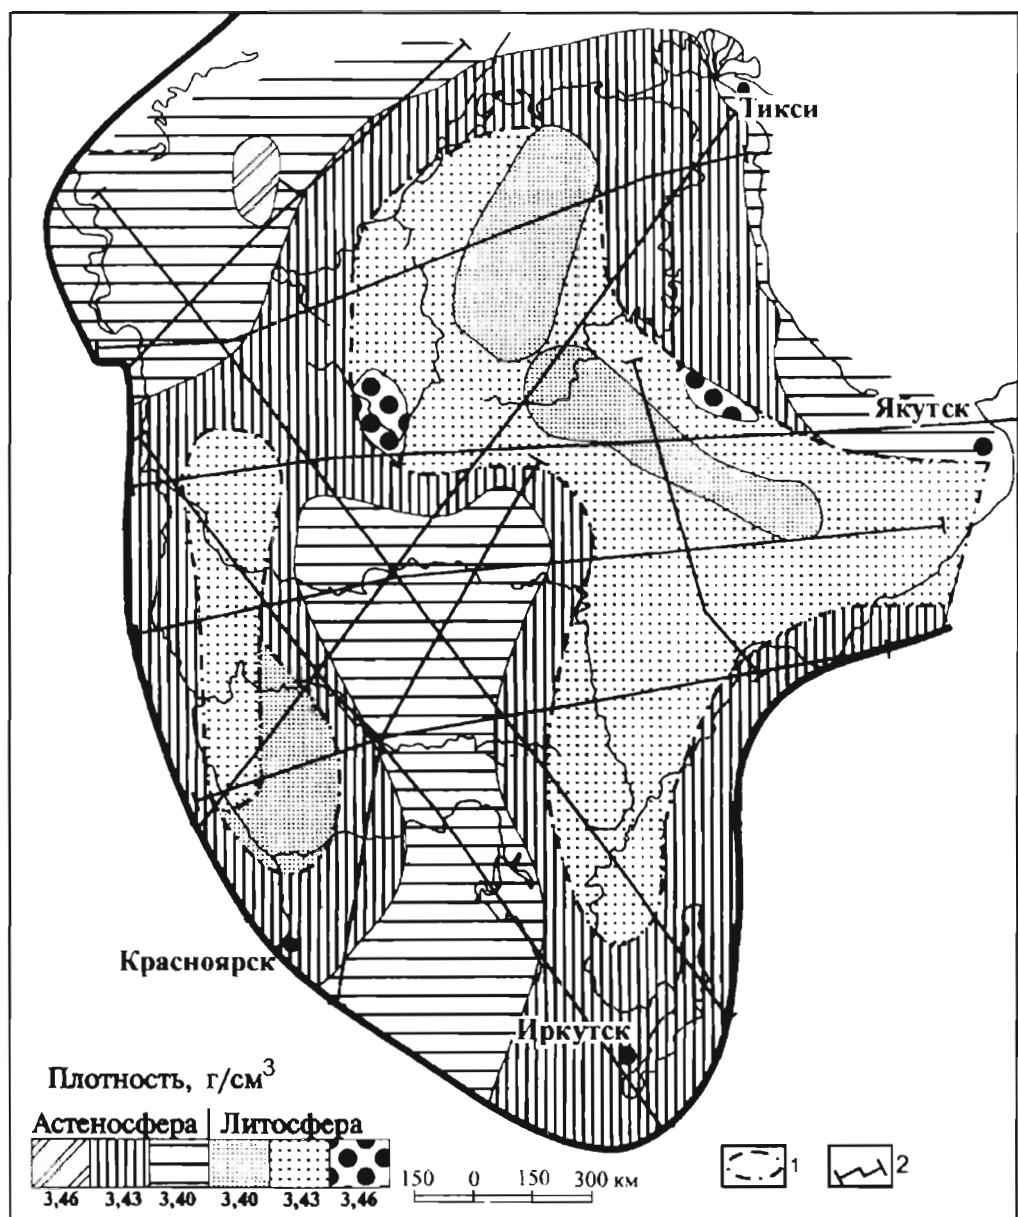 Тикси
Якутск
Красноярск
Иркутск
Плотность, г/см³
Астеносфера Литосфера
3,46 3,43 3,40 3,40 3,43 3,46
150 0 150 300 км
1
2